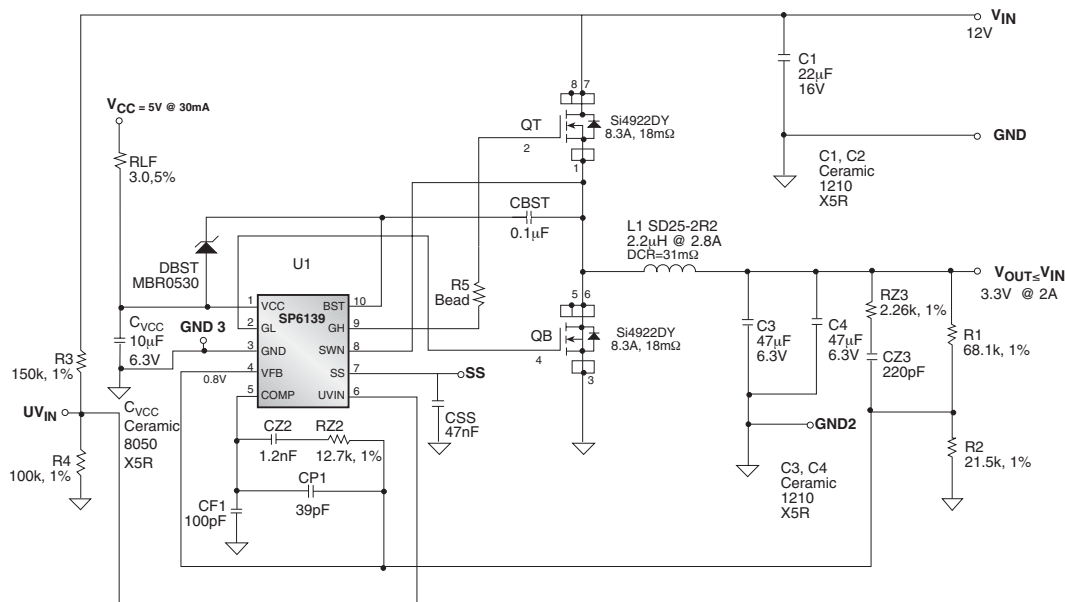 VIN
12V
C1
22µF
16V
GND
C1, C2
Ceramic
1210
X5R
VCC = 5V @ 30mA
RLF
3.0,5%
8 7
QT
2
1
Si4922DY
8.3A, 18mΩ
CBST
0.1µF
DBST
MBR0530
U1
L1 SD25-2R2
2.2µH @ 2.8A
DCR=31mΩ
VOUT≤VIN
3.3V @ 2A
R5
Bead
1 VCC BST 10
2 GL GH 9
3 GND SWN 8
4 VFB SS 7
5 COMP UVIN 6
SP6139
0.8V
CVCC
10µF
6.3V
GND 3
5 6
QB
4
3
Si4922DY
8.3A, 18mΩ
C3
47µF
6.3V
C4
47µF
6.3V
RZ3
2.26k, 1%
CZ3
220pF
R1
68.1k, 1%
R3
150k, 1%
UVIN
R4
100k, 1%
CVCC
Ceramic
8050
X5R
SS
CSS
47nF
CZ2
1.2nF
RZ2
12.7k, 1%
CP1
39pF
CF1
100pF
GND2
C3, C4
Ceramic
1210
X5R
R2
21.5k, 1%